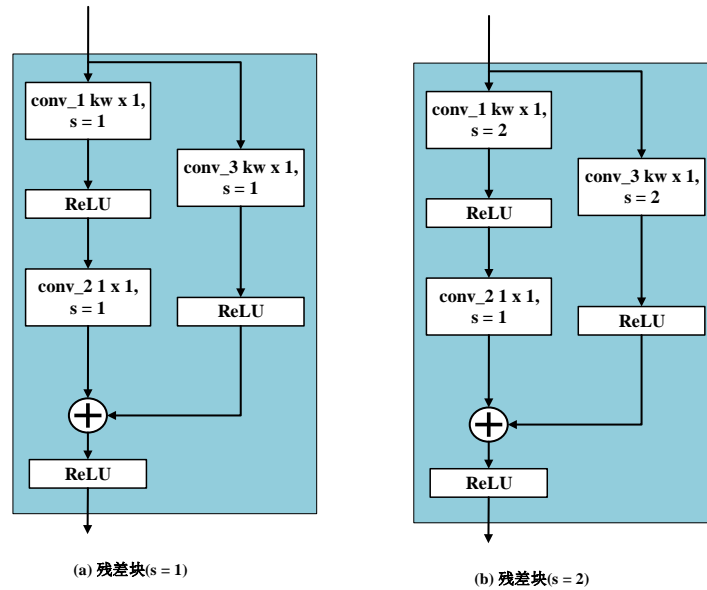 conv_1 kw x 1,
s = 1
conv_3 kw x 1,
s = 1
ReLU
conv_2 1 x 1,
s = 1
ReLU
ReLU
(a) 残差块(s = 1)
conv_1 kw x 1,
s = 2
conv_3 kw x 1,
s = 2
ReLU
conv_2 1 x 1,
s = 1
ReLU
ReLU
(b) 残差块(s = 2)